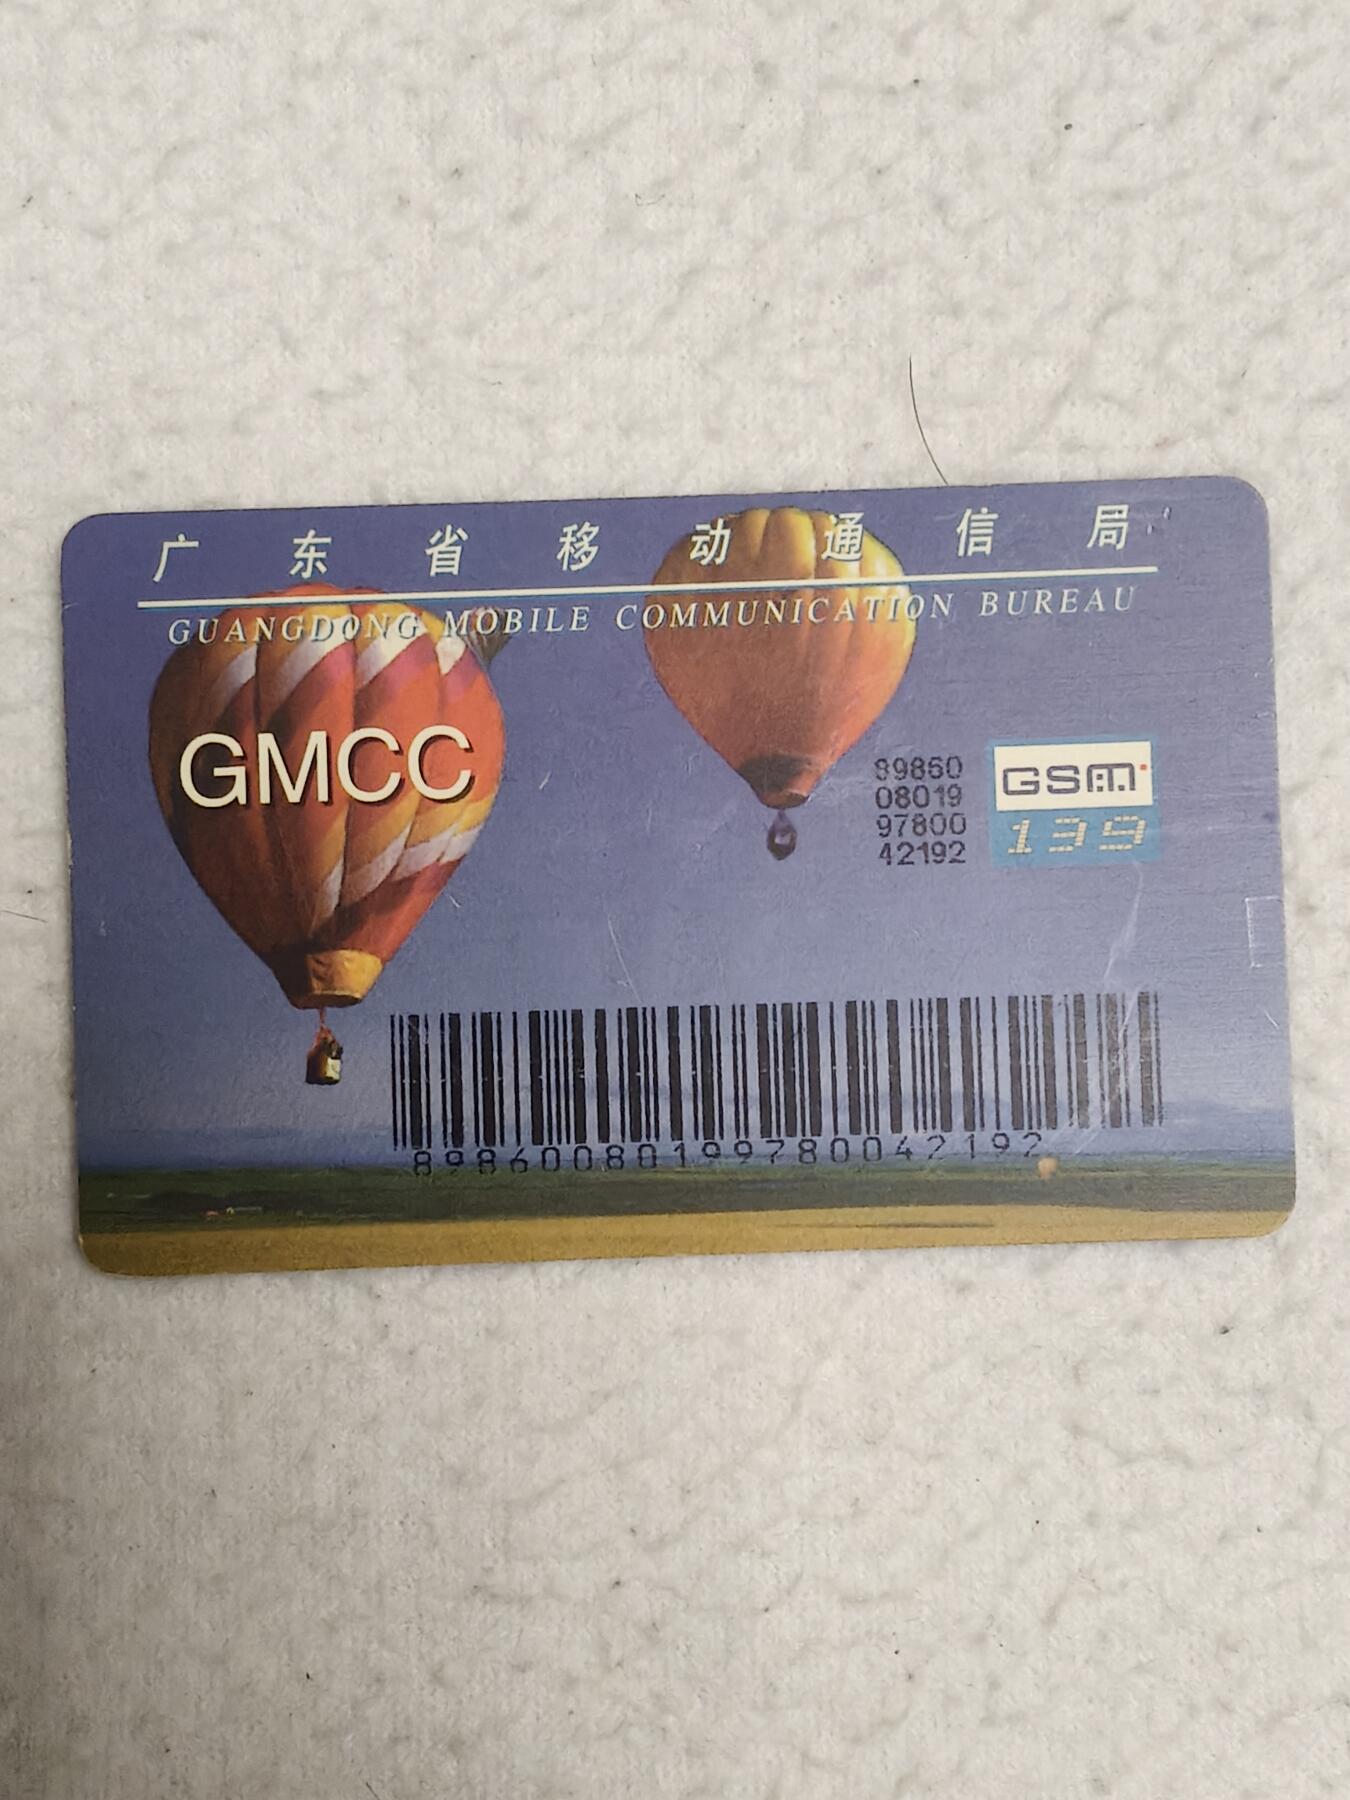 广东省移动通信局
GUANGDONG MOBILE COMMUNICATION BUREAU
GMCC
89860
08019
97800
42192
GSM
139
89860080199780042192